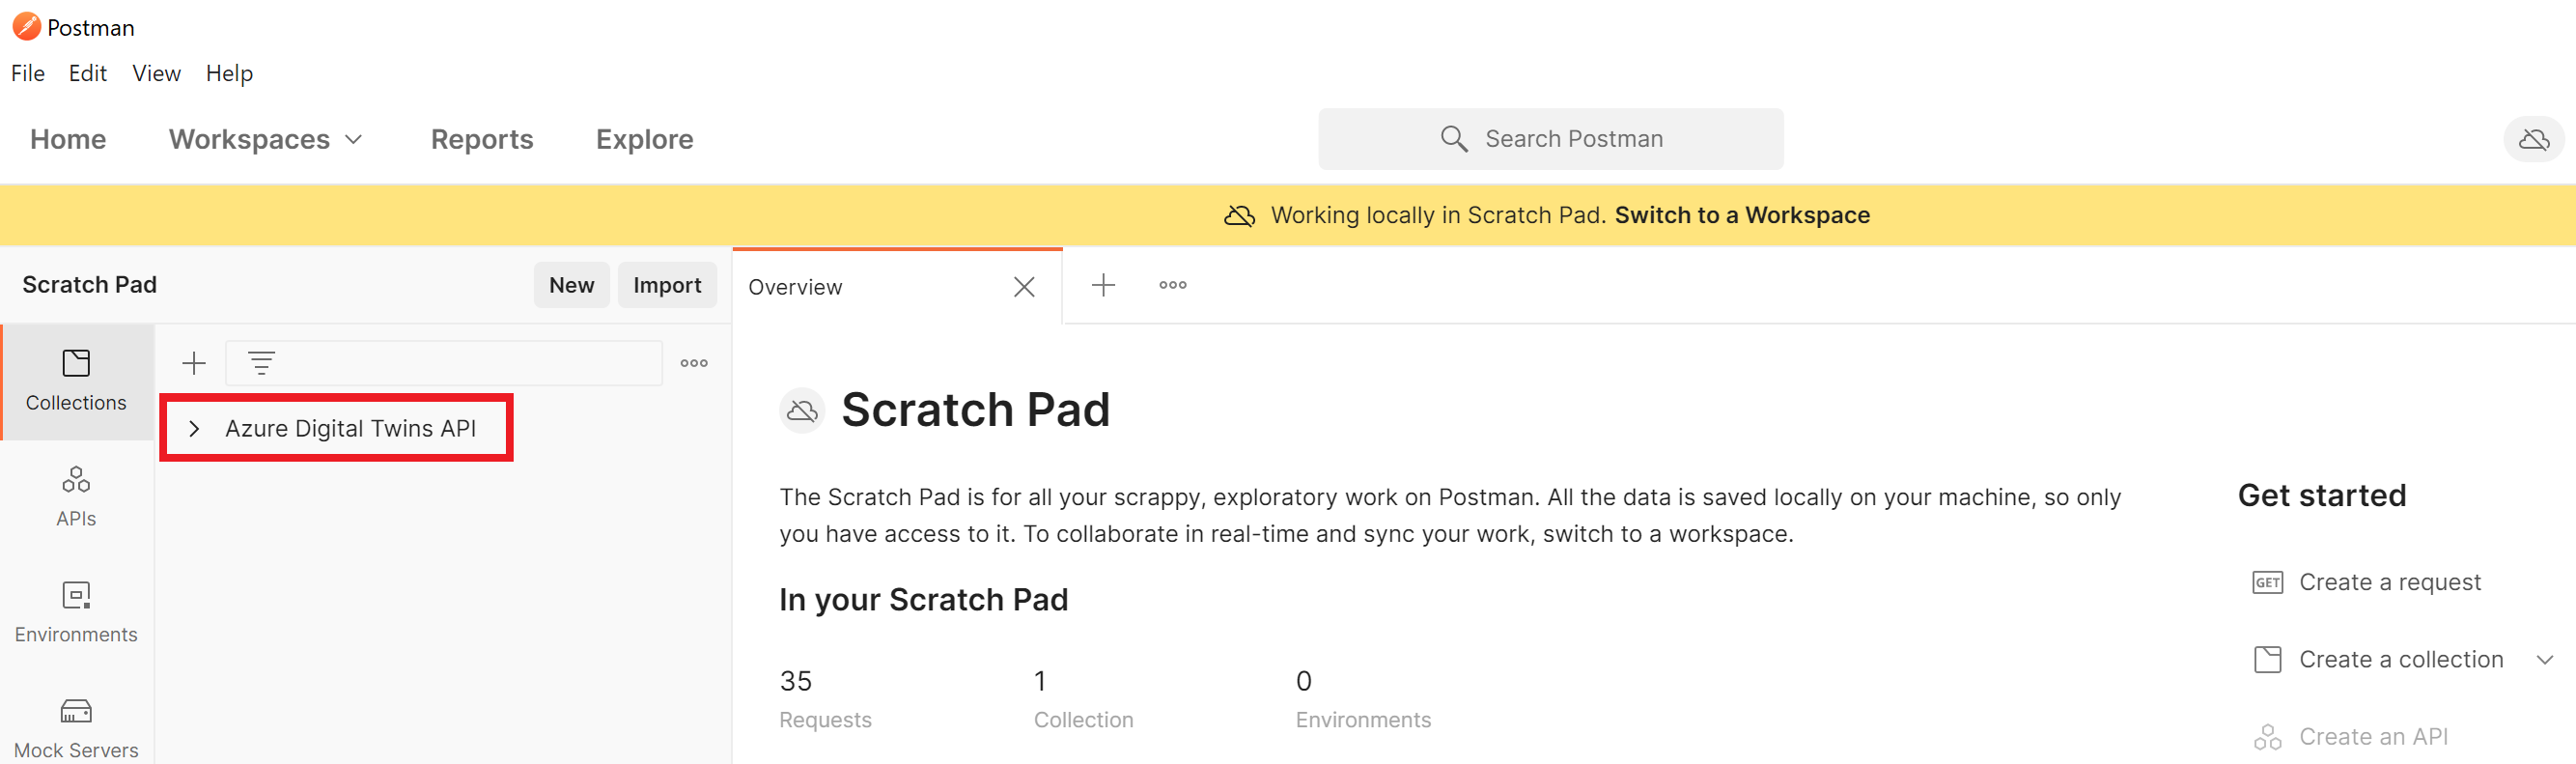 Postman
File Edit View Help
Home Workspaces Reports Explore Search Postman
Working locally in Scratch Pad. Switch to a Workspace
Scratch Pad New Import
Overview
Collections
Azure Digital Twins API
APIs
Environments
Mock Servers
Scratch Pad
The Scratch Pad is for all your scrappy, exploratory work on Postman. All the data is saved locally on your machine, so only
you have access to it. To collaborate in real-time and sync your work, switch to a workspace.
In your Scratch Pad
35 1 0
Requests Collection Environments
Get started
GET Create a request
Create a collection
Create an API